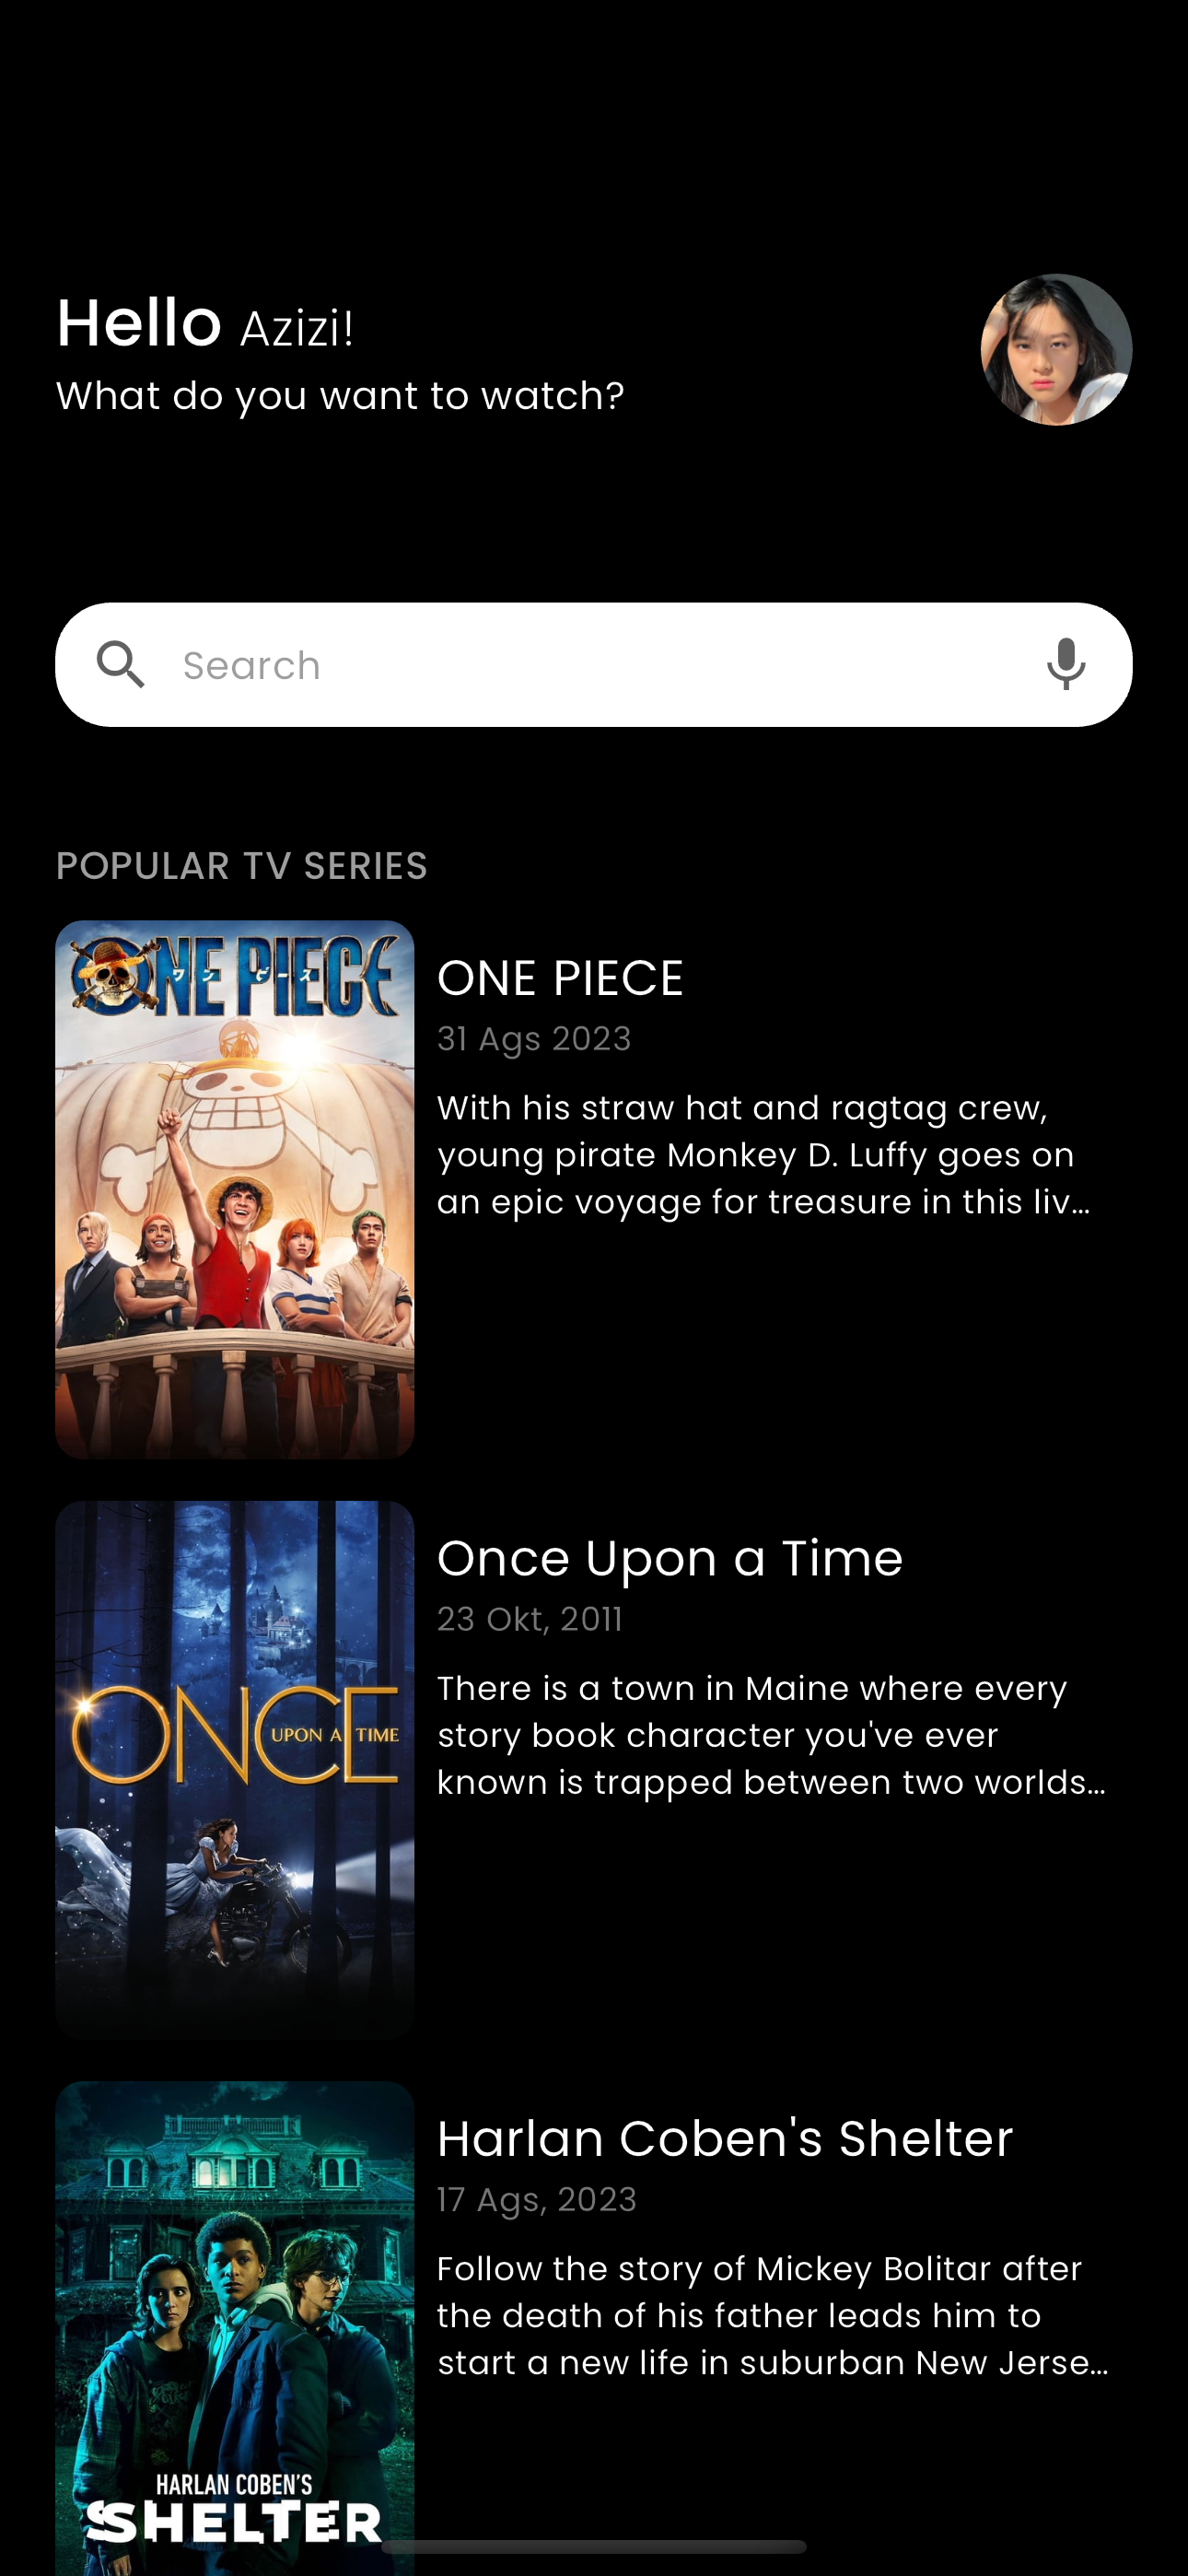 Hello Azizi!
What do you want to watch?
Search
POPULAR TV SERIES
ONE PIECE
ワンピース
ONE PIECE
31 Ags 2023
With his straw hat and ragtag crew,
young pirate Monkey D. Luffy goes on
an epic voyage for treasure in this liv...
ONCE
UPON A TIME
Once Upon a Time
23 Okt, 2011
There is a town in Maine where every
story book character you've ever
known is trapped between two worlds...
HARLAN COBEN'S
SHELTER
Harlan Coben's Shelter
17 Ags, 2023
Follow the story of Mickey Bolitar after
the death of his father leads him to
start a new life in suburban New Jerse...